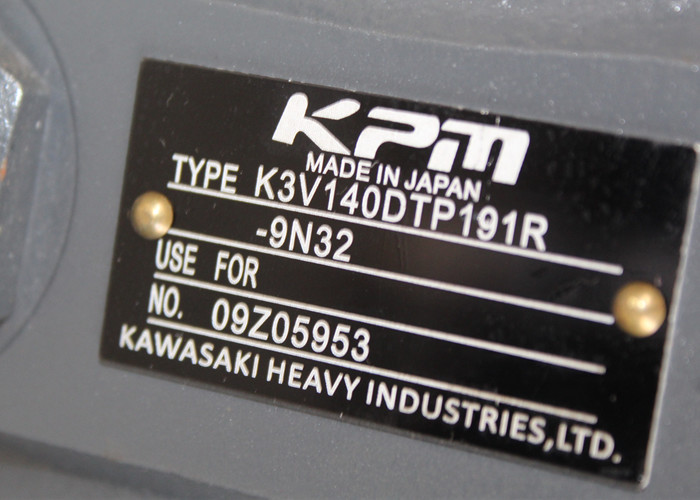 KPM
MADE IN JAPAN
TYPE K3V140DTP191R
-9N32
USE FOR
NO. 09Z05953
KAWASAKI HEAVY INDUSTRIES,LTD.